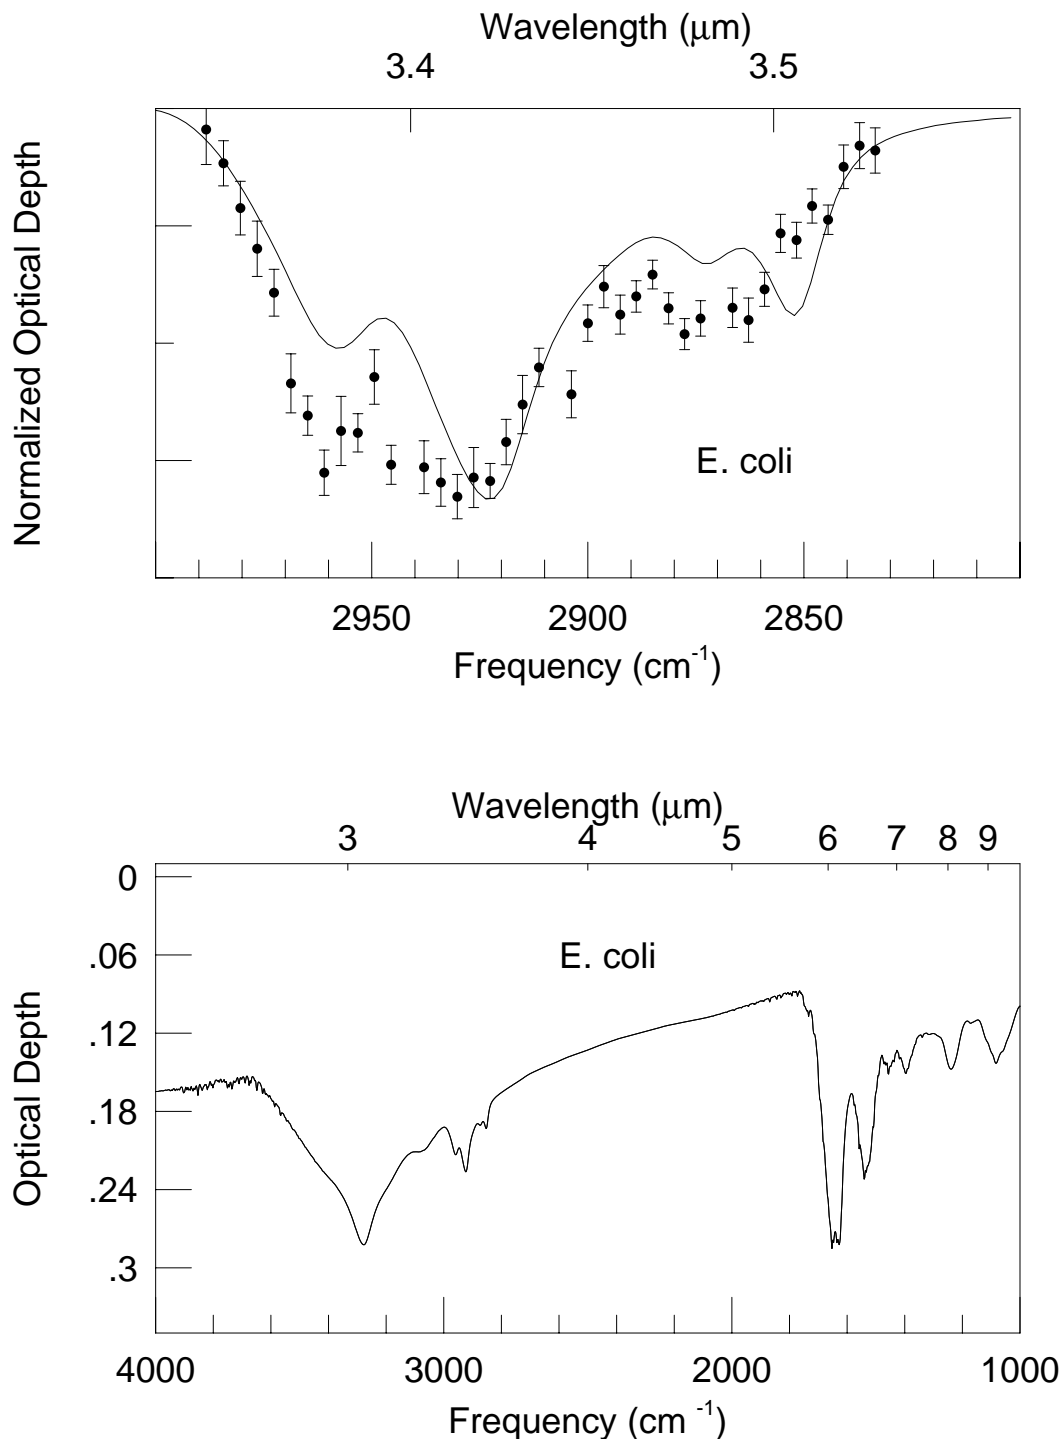 Wavelength (μm)
3.4 3.5
Normalized Optical Depth
E. coli
2950 2900 2850
Frequency (cm-1)
Wavelength (μm)
3 4 5 6 7 8 9
0
.06
.12
.18
.24
.3
Optical Depth
E. coli
4000 3000 2000 1000
Frequency (cm -1)